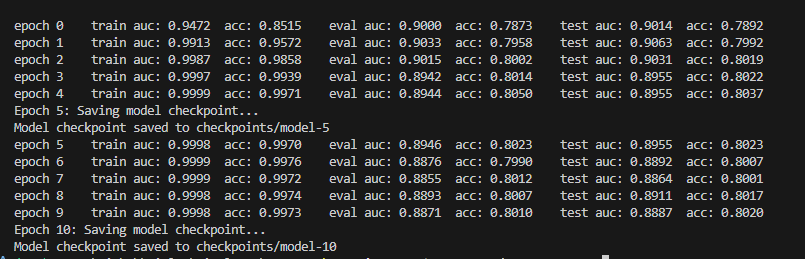 epoch 0    train auc: 0.9472  acc: 0.8515    eval auc: 0.9000  acc: 0.7873    test auc: 0.9014  acc: 0.7892
epoch 1    train auc: 0.9913  acc: 0.9572    eval auc: 0.9033  acc: 0.7958    test auc: 0.9063  acc: 0.7992
epoch 2    train auc: 0.9987  acc: 0.9858    eval auc: 0.9015  acc: 0.8002    test auc: 0.9031  acc: 0.8019
epoch 3    train auc: 0.9997  acc: 0.9939    eval auc: 0.8942  acc: 0.8014    test auc: 0.8955  acc: 0.8022
epoch 4    train auc: 0.9999  acc: 0.9971    eval auc: 0.8944  acc: 0.8050    test auc: 0.8955  acc: 0.8037
Epoch 5: Saving model checkpoint...
Model checkpoint saved to checkpoints/model-5
epoch 5    train auc: 0.9998  acc: 0.9970    eval auc: 0.8946  acc: 0.8023    test auc: 0.8955  acc: 0.8023
epoch 6    train auc: 0.9999  acc: 0.9976    eval auc: 0.8876  acc: 0.7990    test auc: 0.8892  acc: 0.8007
epoch 7    train auc: 0.9999  acc: 0.9972    eval auc: 0.8855  acc: 0.8012    test auc: 0.8864  acc: 0.8001
epoch 8    train auc: 0.9998  acc: 0.9974    eval auc: 0.8893  acc: 0.8007    test auc: 0.8911  acc: 0.8017
epoch 9    train auc: 0.9998  acc: 0.9973    eval auc: 0.8871  acc: 0.8010    test auc: 0.8887  acc: 0.8020
Epoch 10: Saving model checkpoint...
Model checkpoint saved to checkpoints/model-10